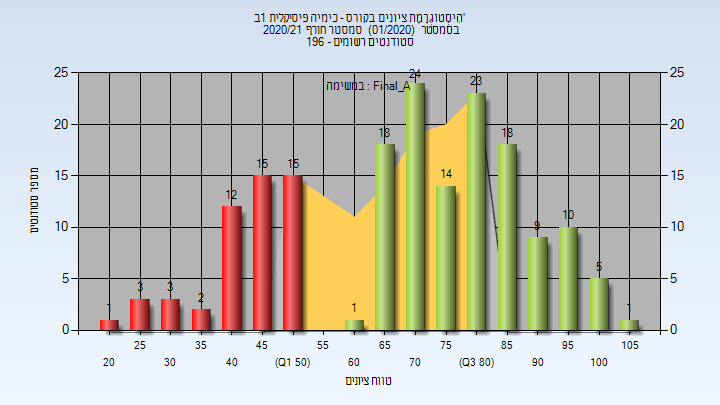 הִיסְטוֹגְרָמַת ציונים בקורס - כימיה פיסיקלית 1ב'
בסמסטר (01/2020) סמסטר חורף 2020/21
סטודנטים רשומים - 196
במשימה : Final_A
מספר סטודנטים
25 25
20 20
15 15
10 10
5 5
0 0
1 3 3 2 12 15 15 1 18 24 14 23 18 9 10 5 1
25 35 45 55 65 75 85 95 105
20 30 40 (Q1 50) 60 70 (Q3 80) 90 100
טווח ציונים